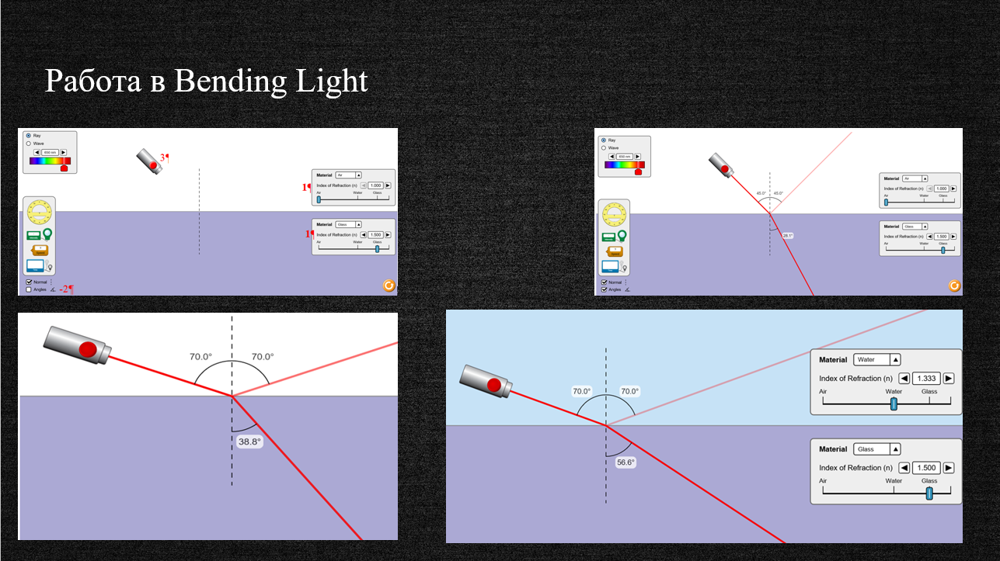 Работа в Bending Light
Ray
Wave
650 nm
3¶
1¶
Material Air
Index of Refraction (n) 1.000
Air Water Glass
1¶
Material Glass
Index of Refraction (n) 1.500
Air Water Glass
Speed
Normal
Angles -2¶
Ray
Wave
650 nm
45.0° 45.0°
28.1°
Material Air
Index of Refraction (n) 1.000
Air Water Glass
Material Glass
Index of Refraction (n) 1.500
Air Water Glass
Speed
Normal
Angles
70.0° 70.0°
38.8°
70.0° 70.0°
56.6°
Material Water
Index of Refraction (n) 1.333
Air Water Glass
Material Glass
Index of Refraction (n) 1.500
Air Water Glass